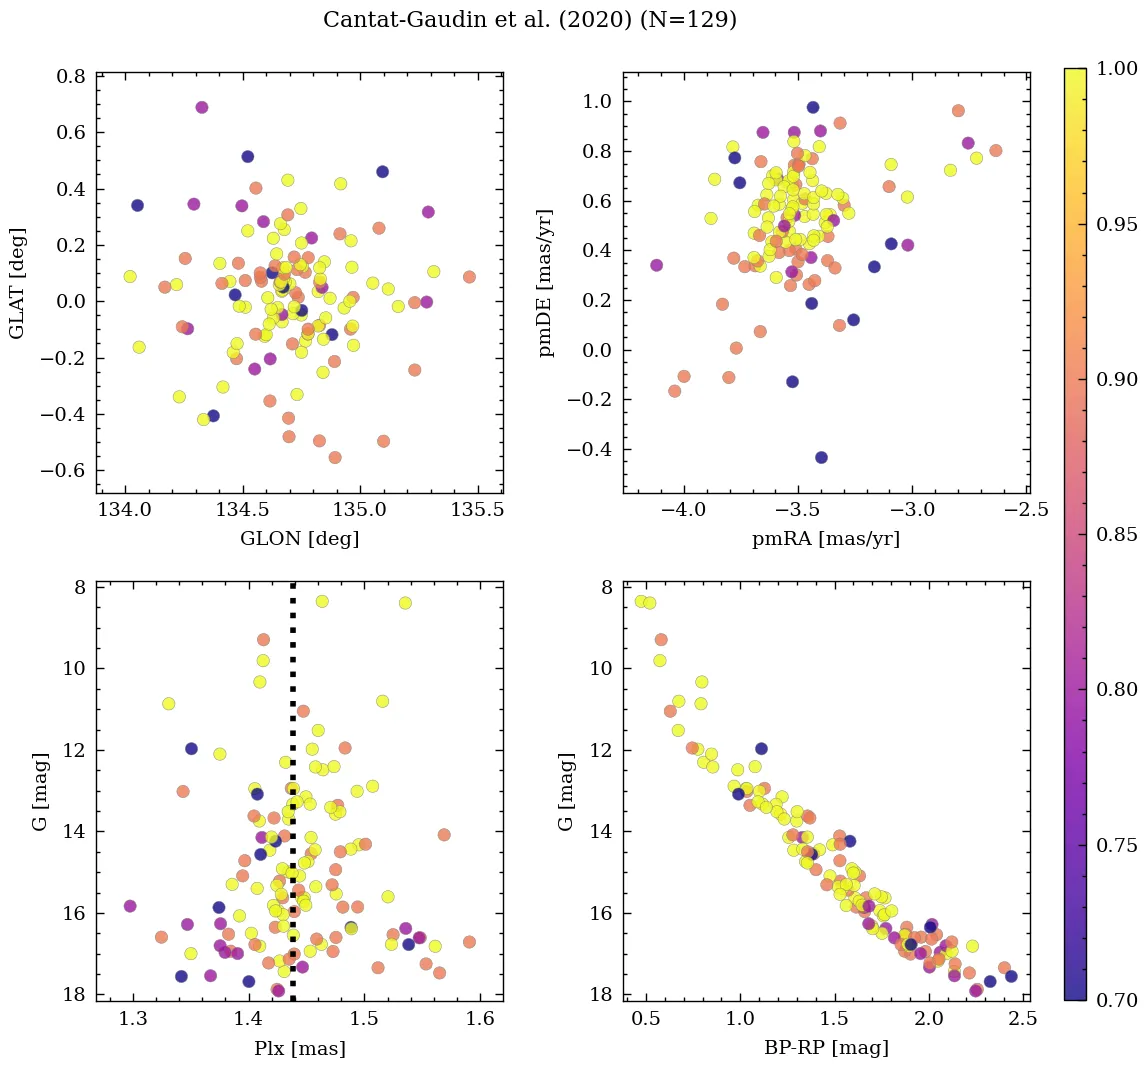 Cantat-Gaudin et al. (2020) (N=129)
0.8
0.6
0.4
0.2
0.0
−0.2
−0.4
−0.6
GLAT [deg]
134.0 134.5 135.0 135.5
GLON [deg]
1.0
0.8
0.6
0.4
0.2
0.0
−0.2
−0.4
pmDE [mas/yr]
−4.0 −3.5 −3.0 −2.5
pmRA [mas/yr]
8
10
12
14
16
18
G [mag]
1.3 1.4 1.5 1.6
Plx [mas]
8
10
12
14
16
18
G [mag]
0.5 1.0 1.5 2.0 2.5
BP-RP [mag]
1.00
0.95
0.90
0.85
0.80
0.75
0.70